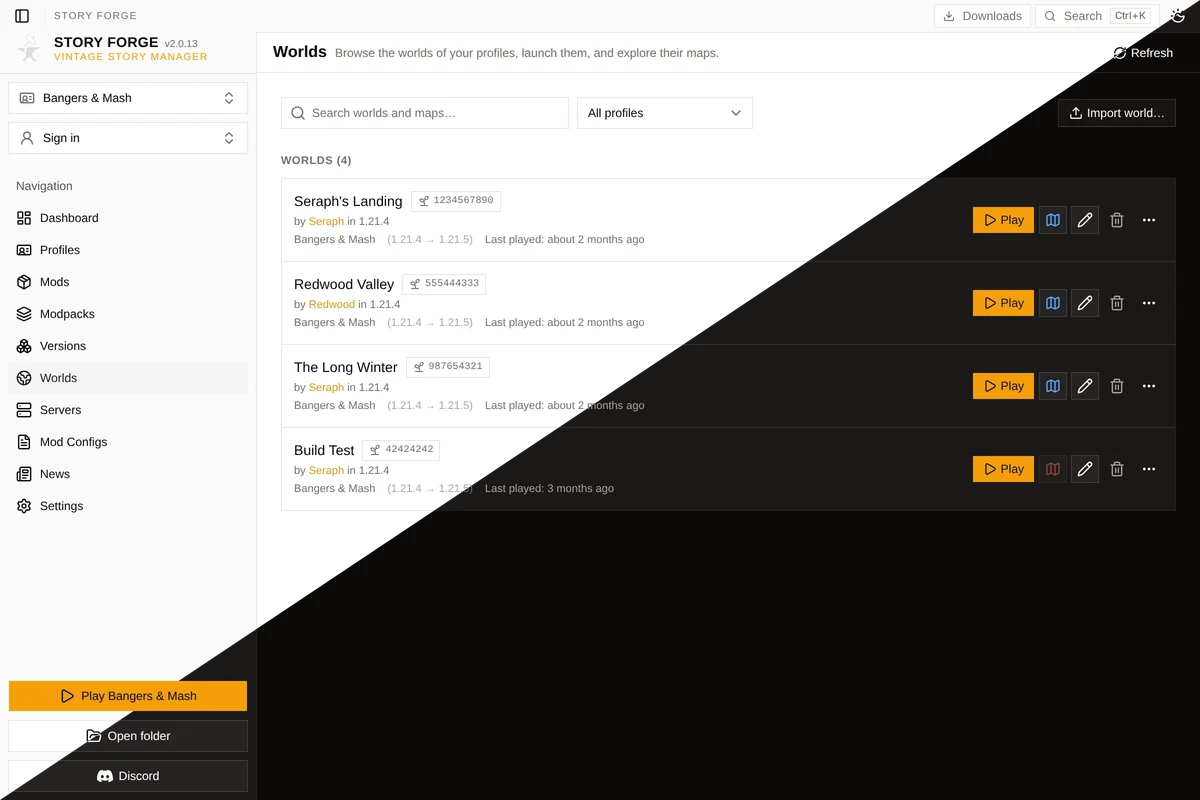 STORY FORGE
Downloads
Search Ctrl+K
STORY FORGE v2.0.13
VINTAGE STORY MANAGER
Worlds Browse the worlds of your profiles, launch them, and explore their maps.
Refresh
Bangers & Mash
Sign in
Search worlds and maps…
All profiles
Import world…
Navigation
Dashboard
Profiles
Mods
Modpacks
Versions
Worlds
Servers
Mod Configs
News
Settings
WORLDS (4)
Seraph's Landing 1234567890
by Seraph in 1.21.4
Bangers & Mash (1.21.4 → 1.21.5) Last played: about 2 months ago
Play
Redwood Valley 555444333
by Redwood in 1.21.4
Bangers & Mash (1.21.4 → 1.21.5) Last played: about 2 months ago
Play
The Long Winter 987654321
by Seraph in 1.21.4
Bangers & Mash (1.21.4 → 1.21.5) Last played: about 2 months ago
Play
Build Test 42424242
by Seraph in 1.21.4
Bangers & Mash (1.21.4 → 1.21.5) Last played: 3 months ago
Play
Play Bangers & Mash
Open folder
Discord